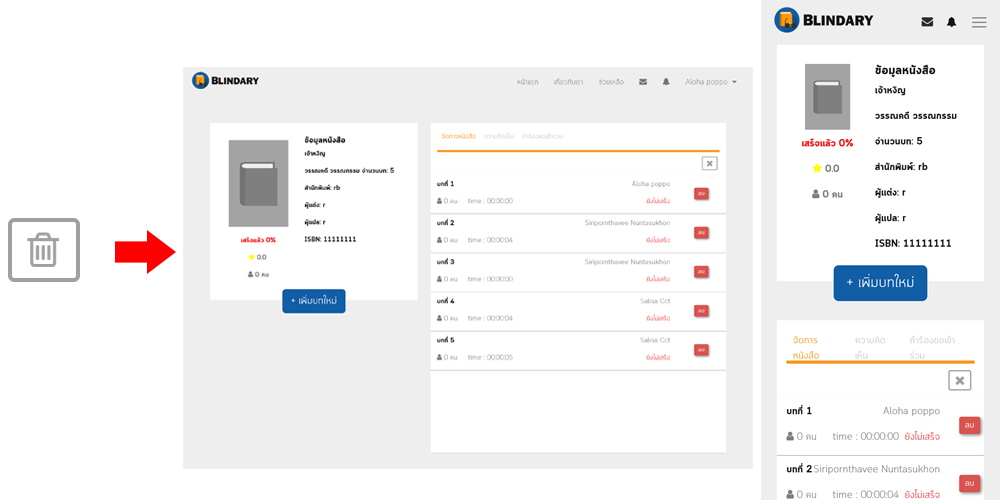 BLINDARY
หน้าแรก เกี่ยวกับเรา ช่วยเหลือ Aloha poppo
ข้อมูลหนังสือ
เจ้าหงิญ
วรรณคดี วรรณกรรม จำนวนบท: 5
สำนักพิมพ์: rb
ผู้แต่ง: r
ผู้แปล: r
ISBN: 11111111
เสร็จแล้ว 0%
0.0
0 คน
+ เพิ่มบทใหม่
จัดการหนังสือ ความคิดเห็น คำร้องขอเข้าร่วม
บทที่ 1 Aloha poppo
0 คน time : 00:00:00 ยังไม่เสร็จ ลบ
บทที่ 2 Siripornthavee Nuntasukhon
0 คน time : 00:00:04 ยังไม่เสร็จ ลบ
บทที่ 3 Siripornthavee Nuntasukhon
0 คน time : 00:00:00 ยังไม่เสร็จ ลบ
บทที่ 4 Salisa Cct
0 คน time : 00:00:04 ยังไม่เสร็จ ลบ
บทที่ 5 Salisa Cct
0 คน time : 00:00:05 ยังไม่เสร็จ ลบ
BLINDARY
ข้อมูลหนังสือ
เจ้าหงิญ
วรรณคดี วรรณกรรม
จำนวนบท: 5
สำนักพิมพ์: rb
ผู้แต่ง: r
ผู้แปล: r
ISBN: 11111111
เสร็จแล้ว 0%
0.0
0 คน
+ เพิ่มบทใหม่
จัดการ ความคิด คำร้องขอเข้า
หนังสือ เห็น ร่วม
บทที่ 1 Aloha poppo
0 คน time : 00:00:00 ยังไม่เสร็จ ลบ
บทที่ 2 Siripornthavee Nuntasukhon
0 คน time : 00:00:04 ยังไม่เสร็จ ลบ